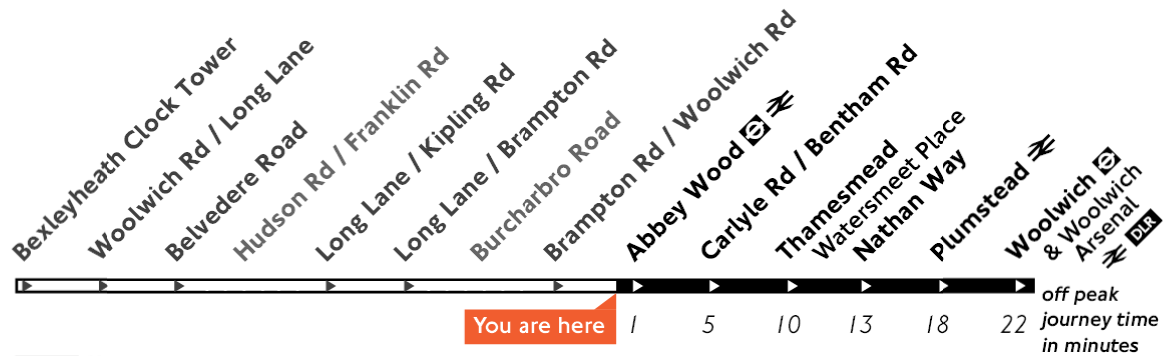 Bexleyheath Clock Tower
Woolwich Rd / Long Lane
Belvedere Road
Hudson Rd / Franklin Rd
Long Lane / Kipling Rd
Long Lane / Brampton Rd
Burcharbro Road
Brampton Rd / Woolwich Rd
Abbey Wood
Carlyle Rd / Bentham Rd
Thamesmead
Watersmeet Place
Nathan Way
Plumstead
Woolwich
& Woolwich
Arsenal
DLR
You are here
1 5 10 13 18 22
off peak
journey time
in minutes